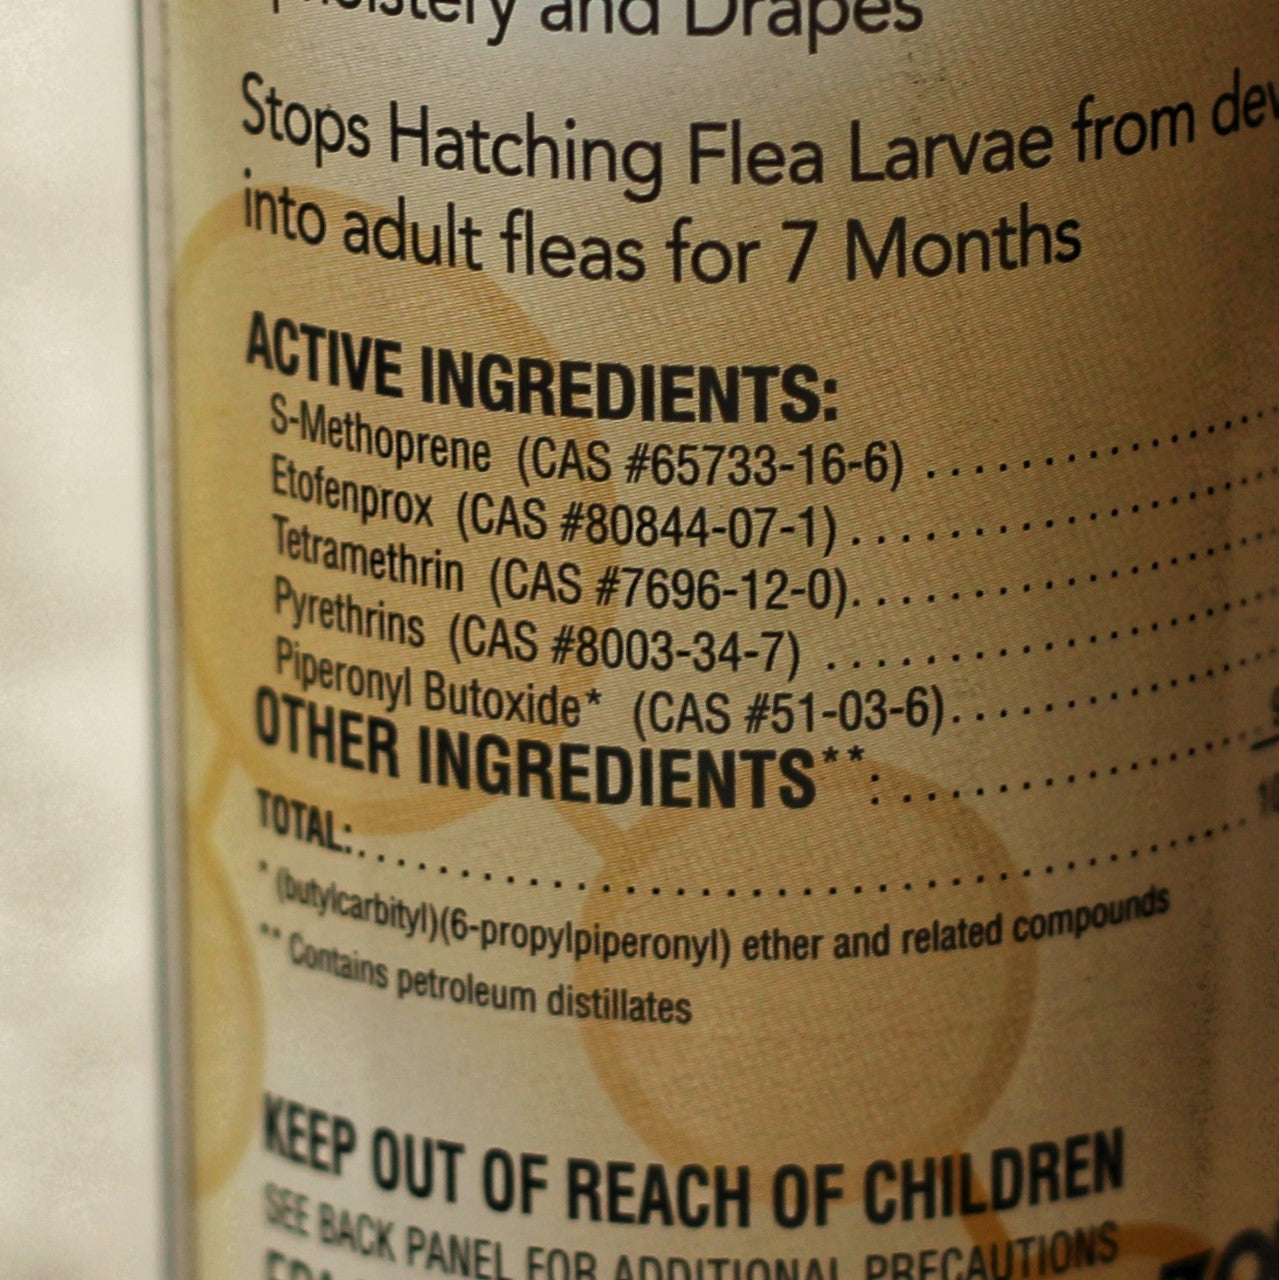 and Drapes
Stops Hatching Flea Larvae from
into adult fleas for 7 Months
ACTIVE INGREDIENTS:
S-Methoprene (CAS #65733-16-6) ....................
Etofenprox (CAS #80844-07-1) ......................
Tetramethrin (CAS #7696-12-0)......................
Pyrethrins (CAS #8003-34-7) .......................
Piperonyl Butoxide* (CAS #51-03-6).................
OTHER INGREDIENTS**: ....................
TOTAL:........................................
* (butylcarbityl)(6-propylpiperonyl) ether and related compounds
** Contains petroleum distillates
KEEP OUT OF REACH OF CHILDREN
SEE BACK PANEL FOR ADDITIONAL PRECAUTIONS